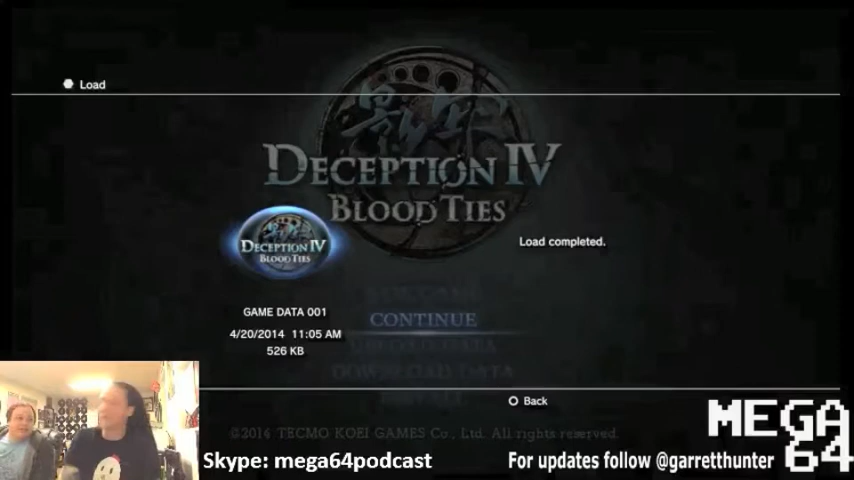 Load
DECEPTION IV
BLOOD TIES
DECEPTION IV
BLOOD TIES
Load completed.
GAME DATA 001
4/20/2014 11:05 AM
526 KB
CONTINUE
DOWNLOAD DATA
Back
©2014 TECMO KOEI GAMES Co., Ltd. All rights reserved.
MEGA
64
Skype: mega64podcast
For updates follow @garretthunter